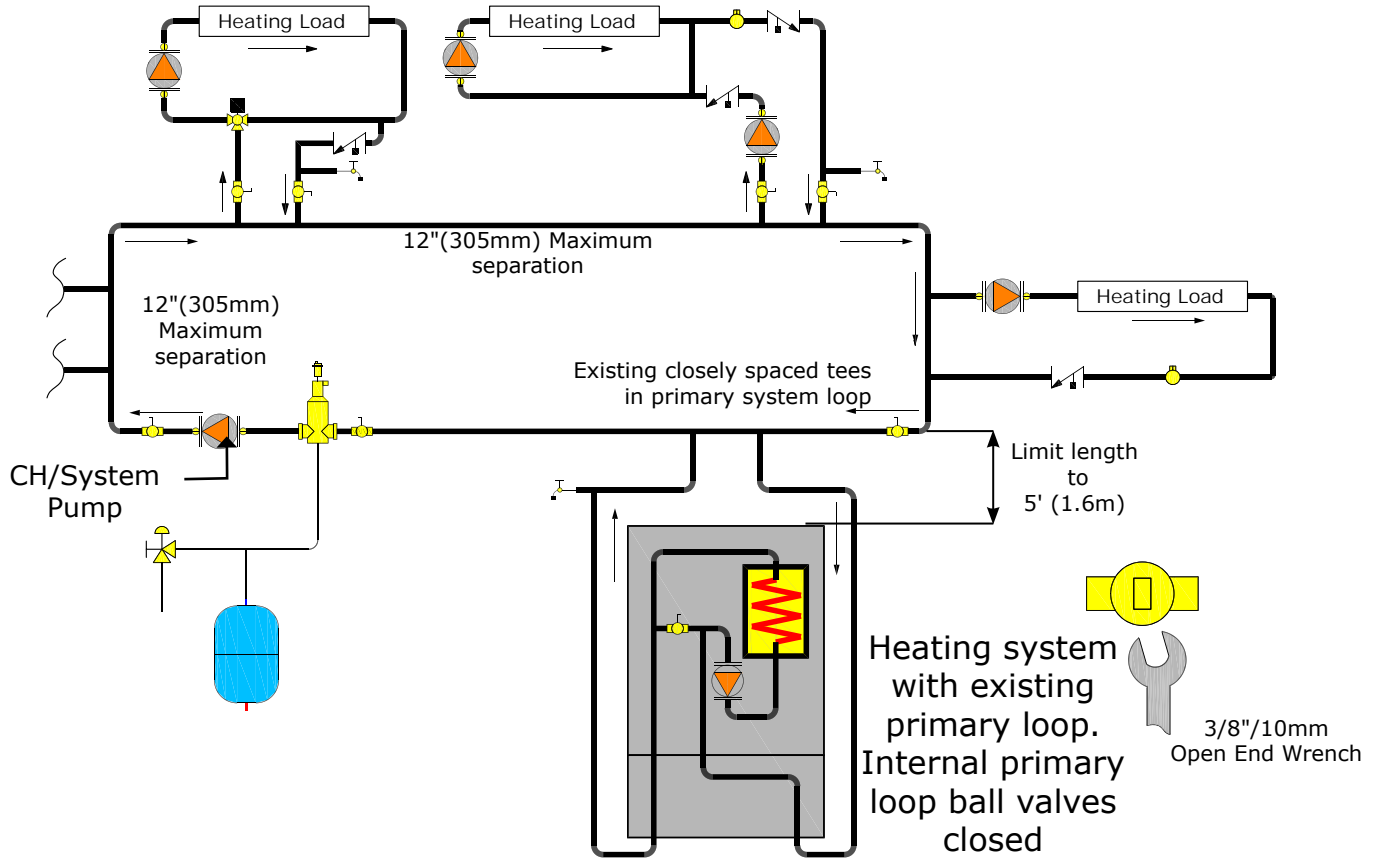 Heating Load
Heating Load
12"(305mm) Maximum
separation
12"(305mm)
Maximum
separation
Heating Load
Existing closely spaced tees
in primary system loop
CH/System
Pump
Limit length
to
5' (1.6m)
Heating system
with existing
primary loop.
Internal primary
loop ball valves
closed
3/8"/10mm
Open End Wrench